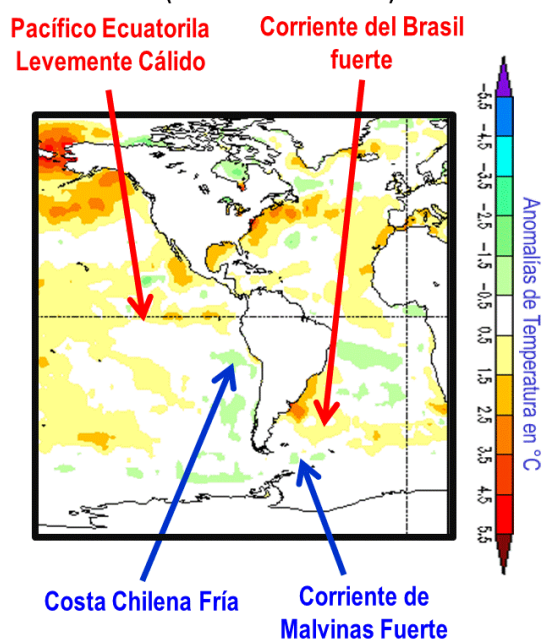 Pacífico Ecuatorila
Levemente Cálido
Corriente del Brasil
fuerte
-5.5
-4.5
-3.5
-2.5
-1.5
-0.5
0.5
1.5
2.5
3.5
4.5
5.5
Anomalías de Temperatura en °C
Costa Chilena Fría
Corriente de
Malvinas Fuerte